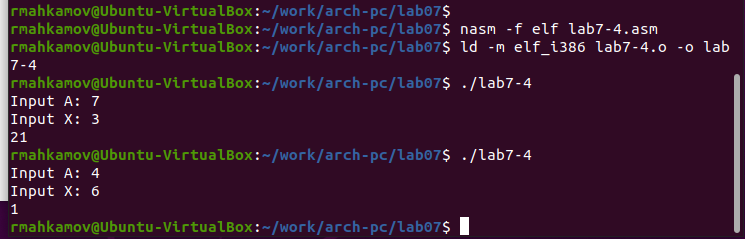 rmahkamov@Ubuntu-VirtualBox:~/work/arch-pc/lab07$
rmahkamov@Ubuntu-VirtualBox:~/work/arch-pc/lab07$ nasm -f elf lab7-4.asm
rmahkamov@Ubuntu-VirtualBox:~/work/arch-pc/lab07$ ld -m elf_i386 lab7-4.o -o lab
7-4
rmahkamov@Ubuntu-VirtualBox:~/work/arch-pc/lab07$ ./lab7-4
Input A: 7
Input X: 3
21
rmahkamov@Ubuntu-VirtualBox:~/work/arch-pc/lab07$ ./lab7-4
Input A: 4
Input X: 6
1
rmahkamov@Ubuntu-VirtualBox:~/work/arch-pc/lab07$